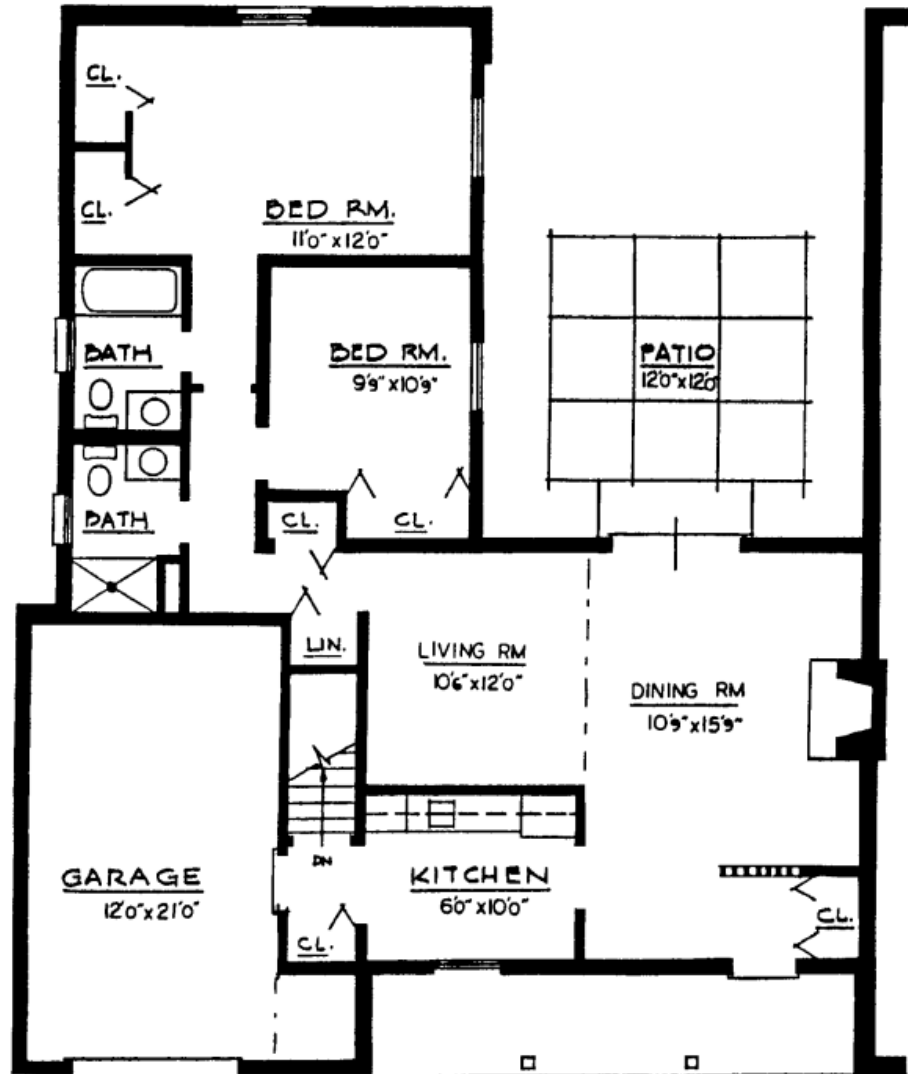 CL.
CL.
BED RM.
11'0" x 12'0"
BATH
BED RM.
9'9" x 10'9"
PATIO
12'0" x 12'0"
BATH
CL.
CL.
LIN.
LIVING RM
10'6" x 12'0"
DINING RM
10'9" x 15'9"
DN
GARAGE
12'0" x 21'0"
KITCHEN
6'0" x 10'0"
CL.
CL.